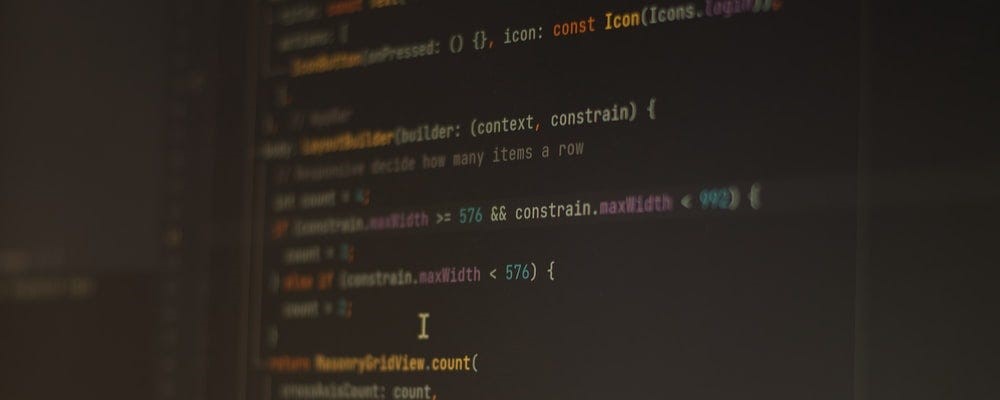 const Text(
actions: [
IconButton(onPressed: () {}, icon: const Icon(Icons.login)),
],
), // AppBar
body: LayoutBuilder(builder: (context, constrain) {
// Responsive decide how many items a row
int count = 4;
if (constrain.maxWidth >= 576 && constrain.maxWidth < 992) {
count =
} else if (constrain.maxWidth < 576) {
count = 2;
}
return MasonryGridView.count(
crossAxisCount: count,